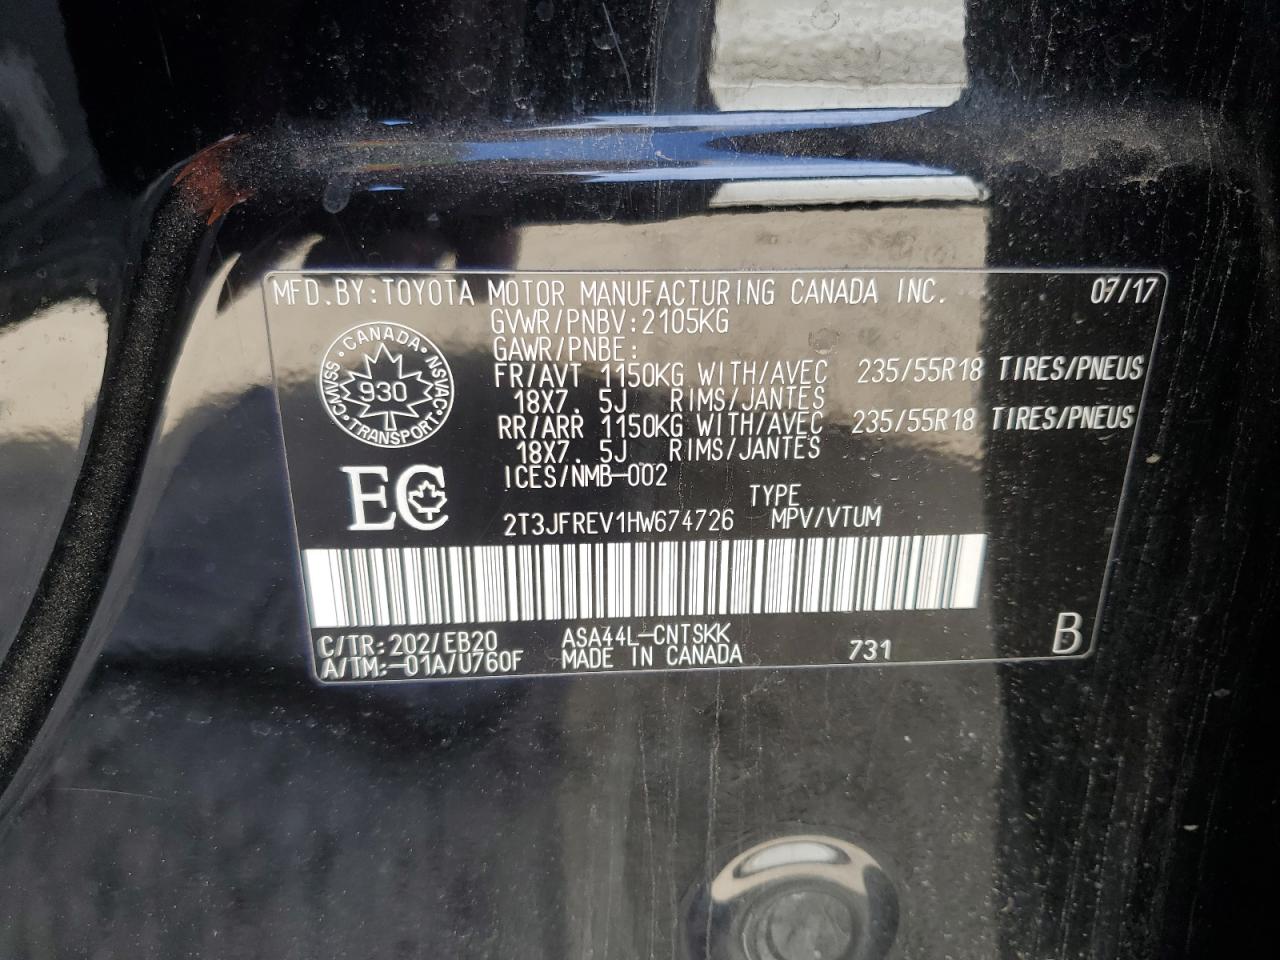 MFD.BY:TOYOTA MOTOR MANUFACTURING CANADA INC. 07/17
GVWR/PNBV:2105KG
GAWR/PNBE:
FR/AVT 1150KG WITH/AVEC 235/55R18 TIRES/PNEUS
18X7.5J RIMS/JANTES
RR/ARR 1150KG WITH/AVEC 235/55R18 TIRES/PNEUS
18X7.5J RIMS/JANTES
ICES/NMB-002
CANADA
CMVSS · NSVAC
930
TRANSPORT
EC
TYPE
2T3JFREV1HW674726 MPV/VTUM
C/TR:202/EB20 ASA44L-CNTSKK
A/TM:-01A/U760F MADE IN CANADA 731 B